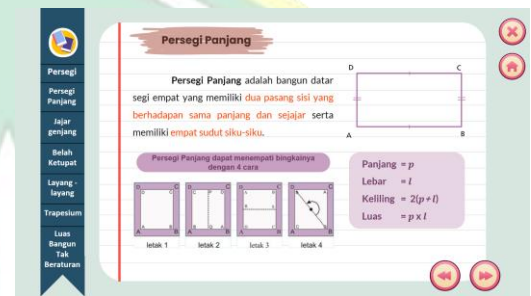 Persegi
Persegi
Panjang
Jajar
genjang
Belah
Ketupat
Layang -
layang
Trapesium
Luas
Bangun
Tak
Beraturan
Persegi Panjang
Persegi Panjang adalah bangun datar
segi empat yang memiliki dua pasang sisi yang
berhadapan sama panjang dan sejajar serta
memiliki empat sudut siku-siku.
D C
A B
Persegi Panjang dapat menempati bingkainya
dengan 4 cara
letak 1 letak 2 letak 3 letak 4
Panjang = p
Lebar = l
Keliling = 2(p+l)
Luas = p x l